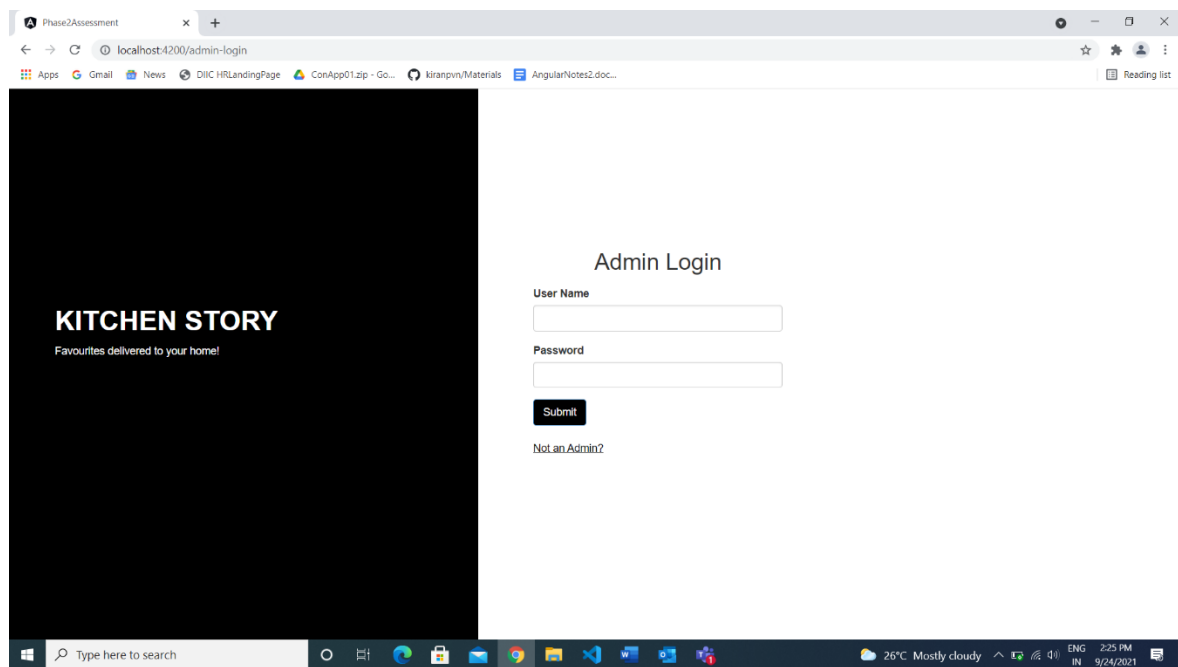 Phase2Assessment
localhost:4200/admin-login
Apps Gmail News DIIC HRLandingPage ConApp01.zip - Go... kiranpvn/Materials AngularNotes2.doc... Reading list
KITCHEN STORY
Favourites delivered to your home!
Admin Login
User Name
Password
Submit
Not an Admin?
Type here to search
26°C Mostly cloudy
ENG
IN
2:25 PM
9/24/2021